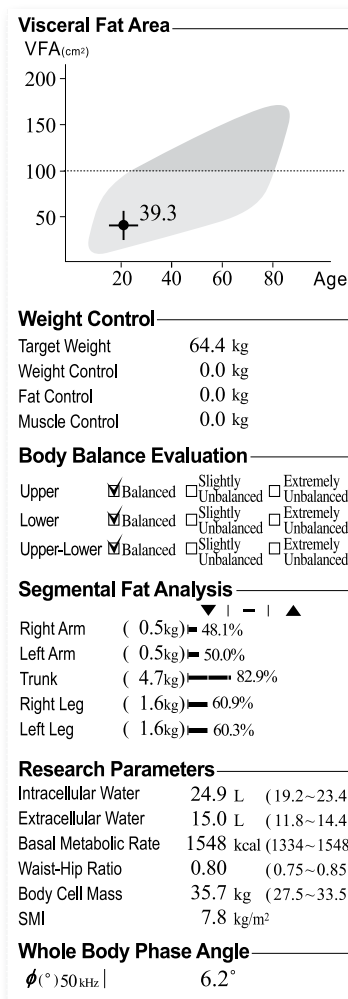 Visceral Fat Area
VFA(cm²)
200
150
100
50
39.3
20 40 60 80 Age
Weight Control
Target Weight 64.4 kg
Weight Control 0.0 kg
Fat Control 0.0 kg
Muscle Control 0.0 kg
Body Balance Evaluation
Upper ☑Balanced ☐Slightly Unbalanced ☐Extremely Unbalanced
Lower ☑Balanced ☐Slightly Unbalanced ☐Extremely Unbalanced
Upper-Lower ☑Balanced ☐Slightly Unbalanced ☐Extremely Unbalanced
Segmental Fat Analysis
▼ | – | ▲
Right Arm ( 0.5kg) 48.1%
Left Arm ( 0.5kg) 50.0%
Trunk ( 4.7kg) 82.9%
Right Leg ( 1.6kg) 60.9%
Left Leg ( 1.6kg) 60.3%
Research Parameters
Intracellular Water 24.9 L (19.2~23.4
Extracellular Water 15.0 L (11.8~14.4
Basal Metabolic Rate 1548 kcal (1334~1548
Waist-Hip Ratio 0.80 (0.75~0.85
Body Cell Mass 35.7 kg (27.5~33.5
SMI 7.8 kg/m²
Whole Body Phase Angle
ϕ(°)50kHz| 6.2°